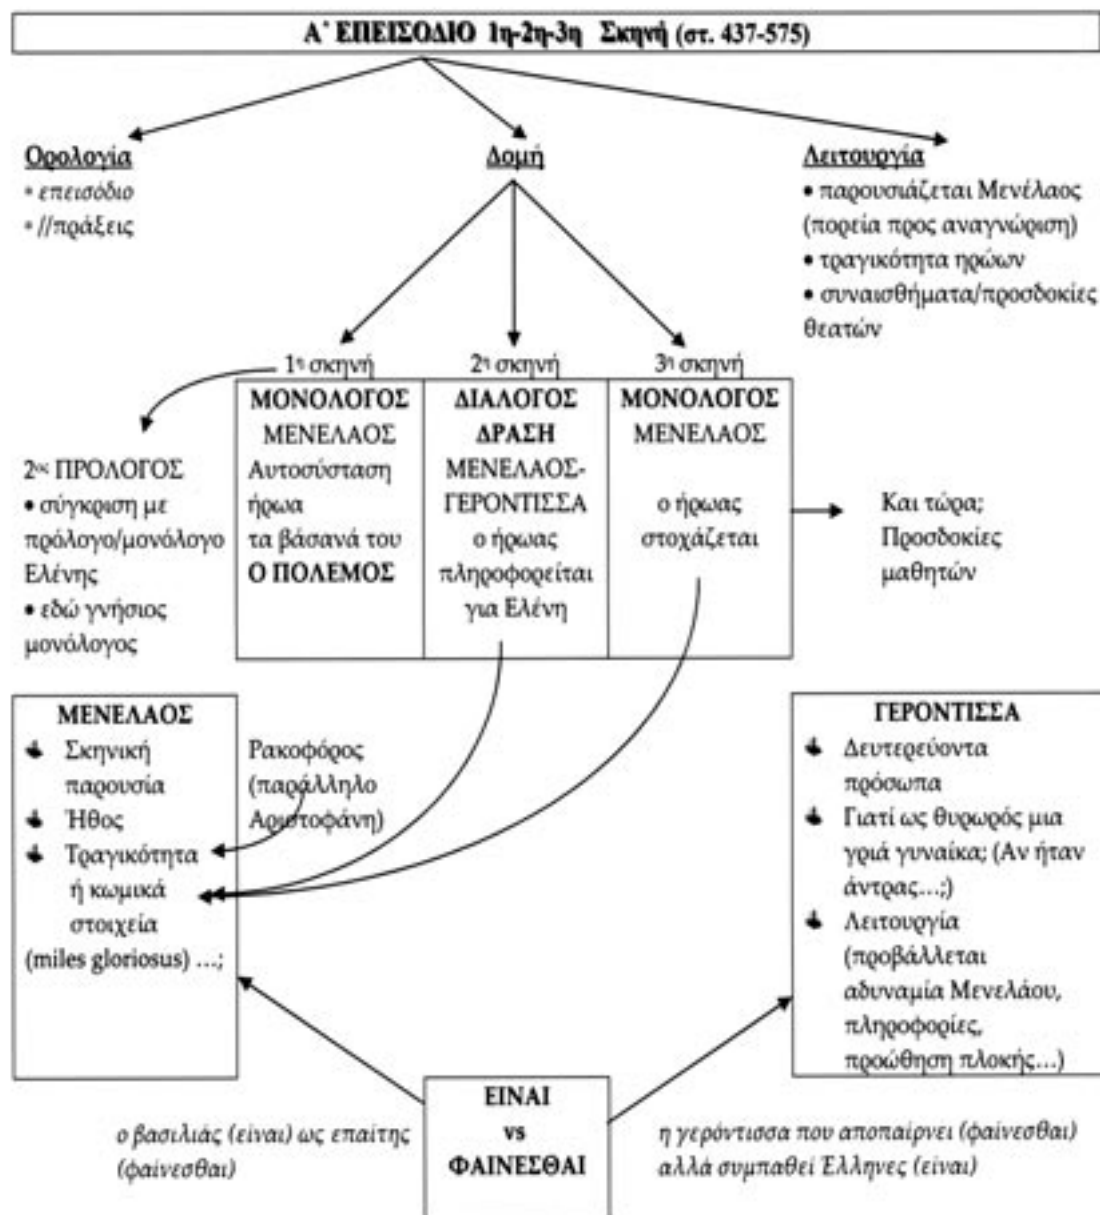 Α΄ ΕΠΕΙΣΟΔΙΟ 1η-2η-3η Σκηνή (στ. 437-575)
Ορολογία
• επεισόδιο
• //πράξεις
Δομή
Λειτουργία
• παρουσιάζεται Μενέλαος
(πορεία προς αναγνώριση)
• τραγικότητα ηρώων
• συναισθήματα/προσδοκίες
θεατών
1η σκηνή
2η σκηνή
3η σκηνή
2ος ΠΡΟΛΟΓΟΣ
• σύγκριση με
πρόλογο/μονόλογο
Ελένης
• εδώ γνήσιος
μονόλογος
ΜΟΝΟΛΟΓΟΣ
ΜΕΝΕΛΑΟΣ
Αυτοσύσταση
ήρωα
τα βάσανά του
Ο ΠΟΛΕΜΟΣ
ΔΙΑΛΟΓΟΣ
ΔΡΑΣΗ
ΜΕΝΕΛΑΟΣ-
ΓΕΡΟΝΤΙΣΣΑ
ο ήρωας
πληροφορείται
για Ελένη
ΜΟΝΟΛΟΓΟΣ
ΜΕΝΕΛΑΟΣ
ο ήρωας
στοχάζεται
Και τώρα;
Προσδοκίες
μαθητών
ΜΕΝΕΛΑΟΣ
Σκηνική
παρουσία
Ήθος
Τραγικότητα
ή κωμικά
στοιχεία
(miles gloriosus) …;
Ρακοφόρος
(παράλληλο
Αριστοφάνη)
ΓΕΡΟΝΤΙΣΣΑ
Δευτερεύοντα
πρόσωπα
Γιατί ως θυρωρός μια
γριά γυναίκα; (Αν ήταν
άντρας…;)
Λειτουργία
(προβάλλεται
αδυναμία Μενελάου,
πληροφορίες,
προώθηση πλοκής…)
ΕΙΝΑΙ
vs
ΦΑΙΝΕΣΘΑΙ
ο βασιλιάς (είναι) ως επαίτης
(φαίνεσθαι)
η γερόντισσα που αποπαίρνει (φαίνεσθαι)
αλλά συμπαθεί Έλληνες (είναι)